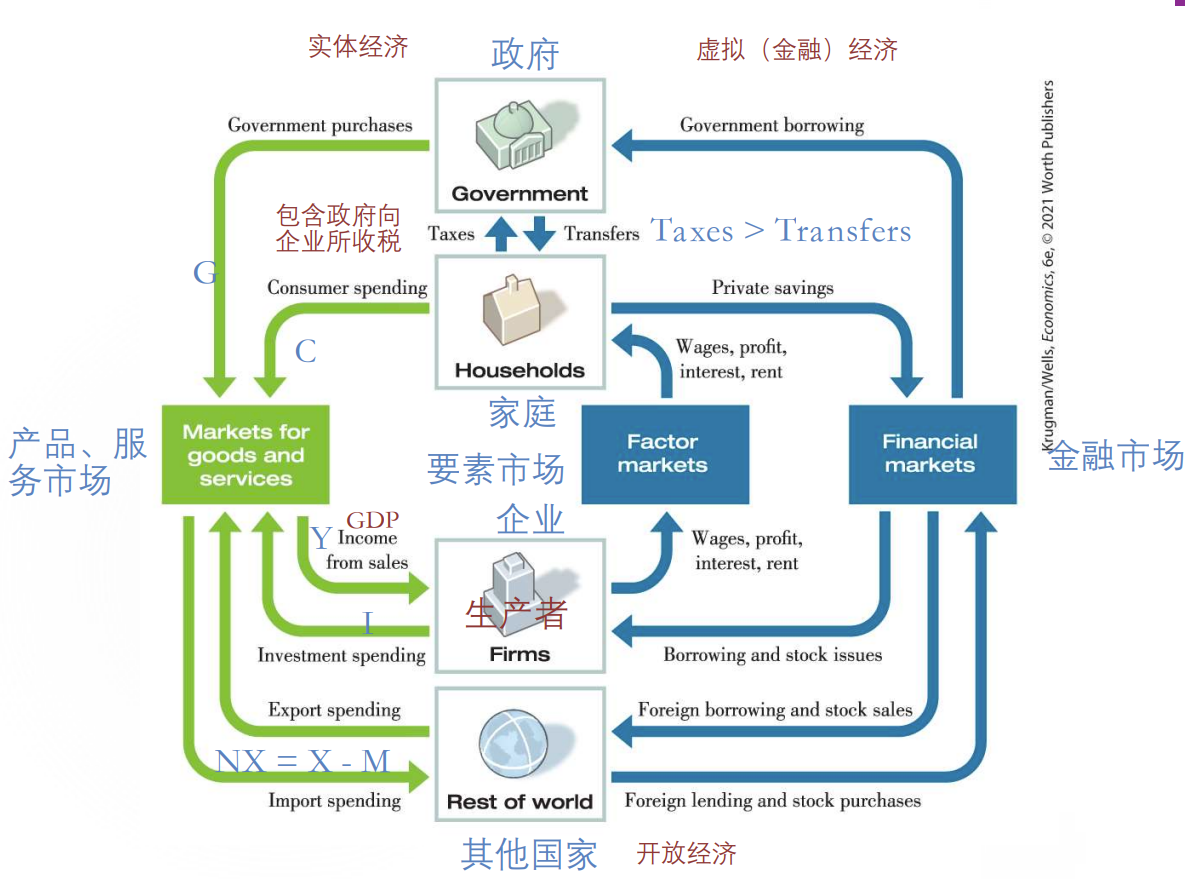 实体经济
政府
虚拟（金融）经济
Government purchases
Government
Government borrowing
包含政府向
企业所收税
Taxes
Transfers
Taxes > Transfers
G
Consumer spending
C
Households
Private savings
Wages, profit,
interest, rent
家庭
产品、服
务市场
Markets for
goods and
services
要素市场
Factor
markets
Financial
markets
金融市场
企业
GDP
Y
Income
from sales
Wages, profit,
interest, rent
生产者
I
Investment spending
Firms
Borrowing and stock issues
Export spending
Foreign borrowing and stock sales
NX = X - M
Import spending
Rest of world
Foreign lending and stock purchases
其他国家
开放经济
Krugman/Wells, Economics, 6e, © 2021 Worth Publishers